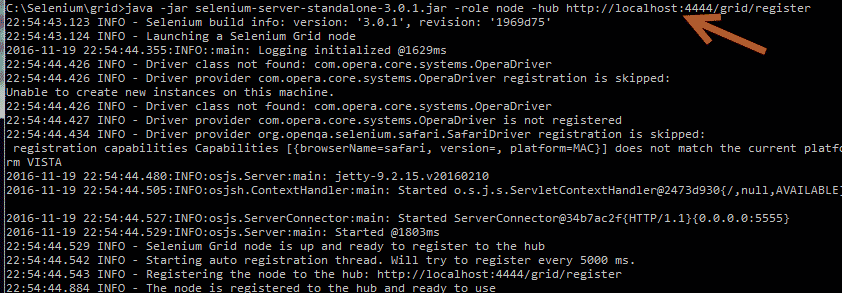 C:\Selenium\grid>java -jar selenium-server-standalone-3.0.1.jar -role node -hub http://localhost:4444/grid/register
22:54:43.123 INFO - Selenium build info: version: '3.0.1', revision: '1969d75'
22:54:43.124 INFO - Launching a Selenium Grid node
2016-11-19 22:54:44.355:INFO::main: Logging initialized @1629ms
22:54:44.426 INFO - Driver class not found: com.opera.core.systems.OperaDriver
22:54:44.426 INFO - Driver provider com.opera.core.systems.OperaDriver registration is skipped:
Unable to create new instances on this machine.
22:54:44.426 INFO - Driver class not found: com.opera.core.systems.OperaDriver
22:54:44.427 INFO - Driver provider com.opera.core.systems.OperaDriver is not registered
22:54:44.434 INFO - Driver provider org.openqa.selenium.safari.SafariDriver registration is skipped:
registration capabilities Capabilities [{browserName=safari, version=, platform=MAC}] does not match the current platfo
rm VISTA
2016-11-19 22:54:44.480:INFO:osjs.Server:main: jetty-9.2.15.v20160210
2016-11-19 22:54:44.505:INFO:osjsh.ContextHandler:main: Started o.s.j.s.ServletContextHandler@2473d930{/,null,AVAILABLE}
2016-11-19 22:54:44.527:INFO:osjs.ServerConnector:main: Started ServerConnector@34b7ac2f{HTTP/1.1}{0.0.0.0:5555}
2016-11-19 22:54:44.529:INFO:osjs.Server:main: Started @1803ms
22:54:44.529 INFO - Selenium Grid node is up and ready to register to the hub
22:54:44.542 INFO - Starting auto registration thread. Will try to register every 5000 ms.
22:54:44.543 INFO - Registering the node to the hub: http://localhost:4444/grid/register
22:54:44.884 INFO - The node is registered to the hub and ready to use